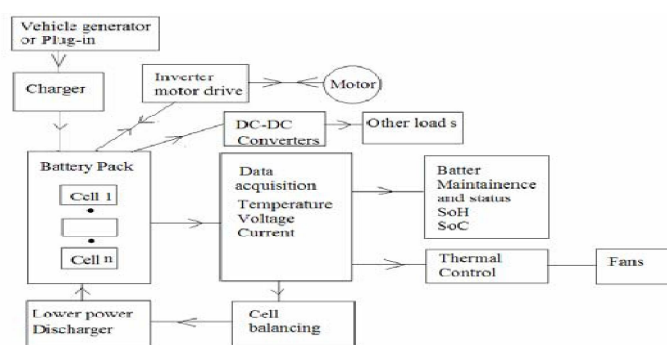 Vehicle generator
or Plug-in
Charger
Inverter
motor drive
Motor
DC-DC
Converters
Other load s
Battery Pack
Cell 1
Cell n
Data
acquisition
Temperature
Voltage
Current
Batter
Maintainence
and status
SoH
SoC
Thermal
Control
Fans
Lower power
Discharger
Cell
balancing